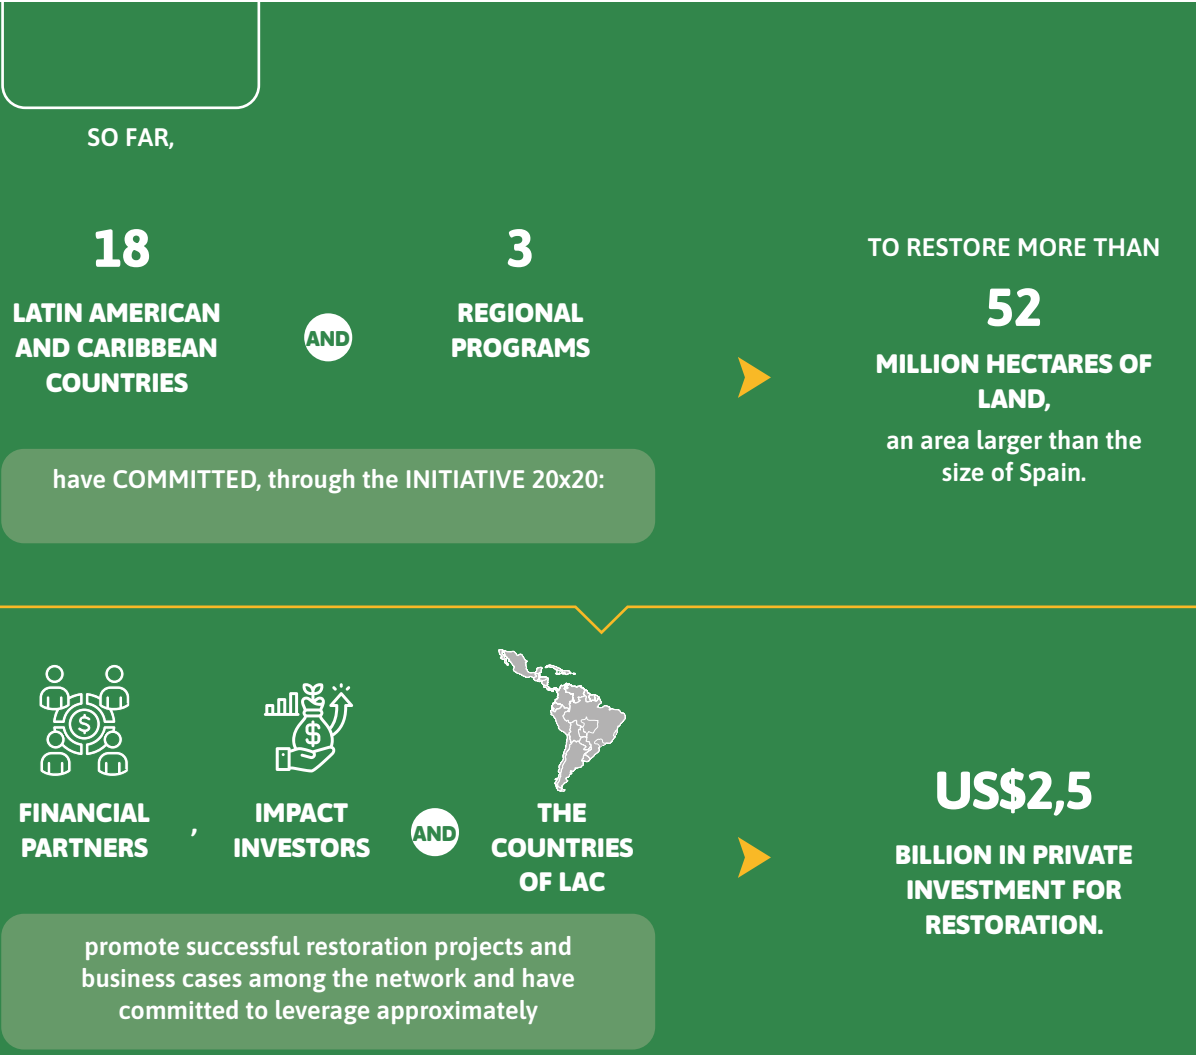 SO FAR,
18
LATIN AMERICAN
AND CARIBBEAN
COUNTRIES
AND
3
REGIONAL
PROGRAMS
have COMMITTED, through the INITIATIVE 20x20:
TO RESTORE MORE THAN
52
MILLION HECTARES OF
LAND,
an area larger than the
size of Spain.
$
FINANCIAL
PARTNERS
,
$
IMPACT
INVESTORS
AND
THE
COUNTRIES
OF LAC
promote successful restoration projects and
business cases among the network and have
committed to leverage approximately
US$2,5
BILLION IN PRIVATE
INVESTMENT FOR
RESTORATION.